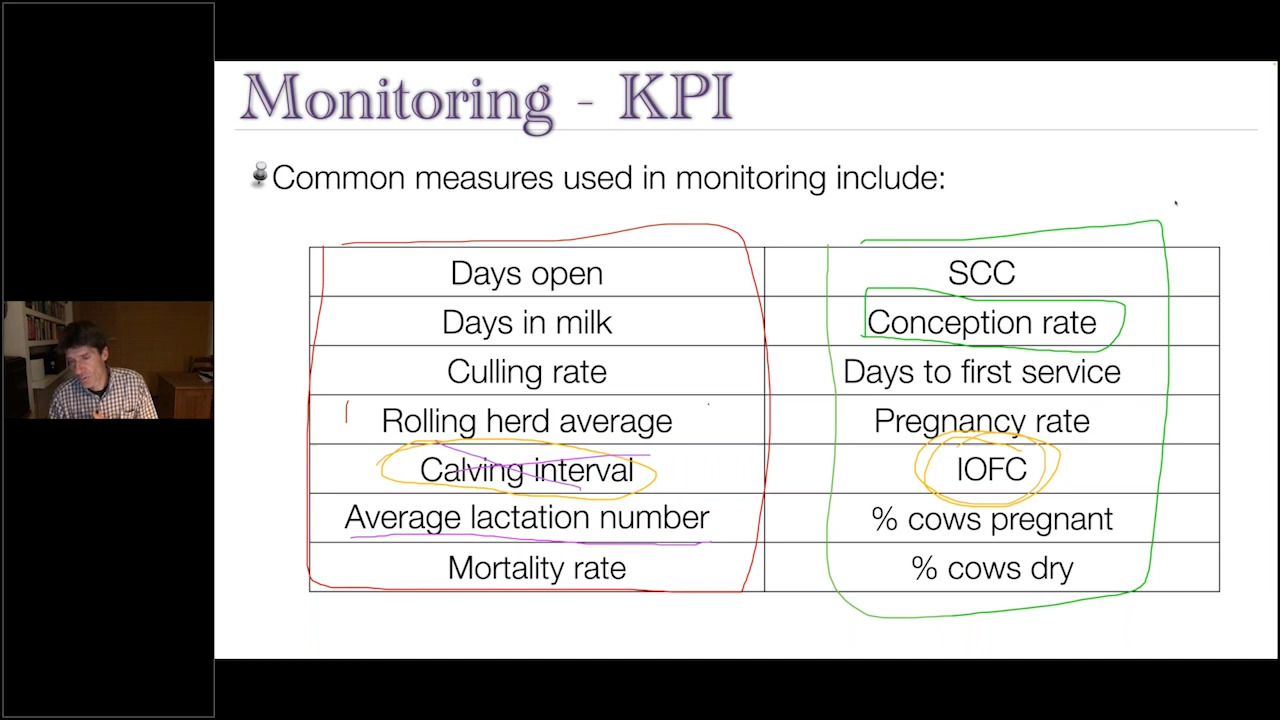 Monitoring - KPI
Common measures used in monitoring include:
Days open
SCC
Days in milk
Conception rate
Culling rate
Days to first service
Rolling herd average
Pregnancy rate
Calving interval
IOFC
Average lactation number
% cows pregnant
Mortality rate
% cows dry